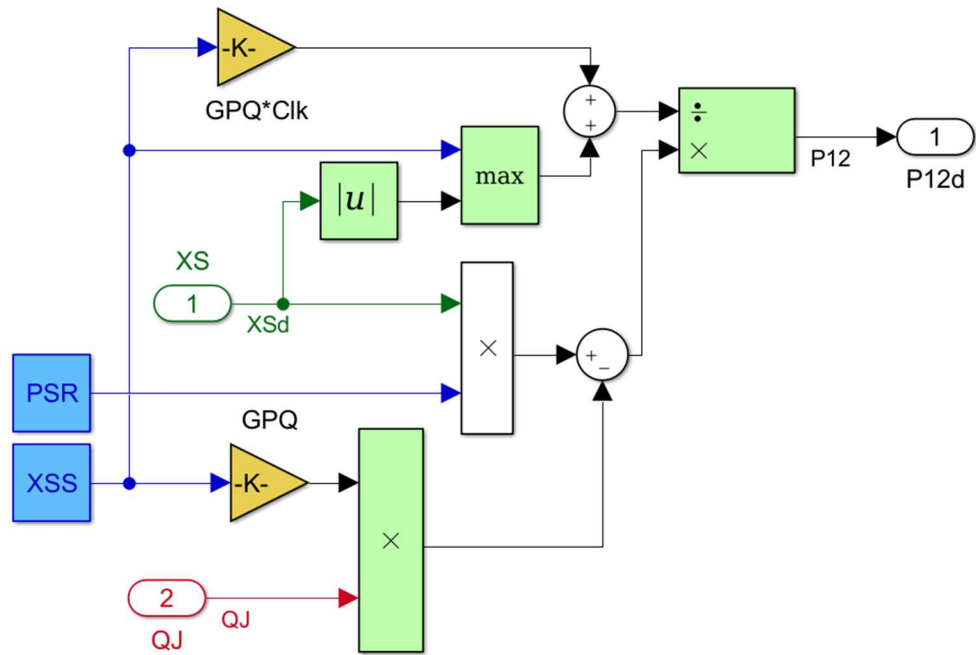 -K-
GPQ*Clk
+
+
÷
×
P12
1
P12d
max
|u|
XS
1
XSd
×
+
−
PSR
GPQ
XSS
-K-
×
2
QJ
QJ